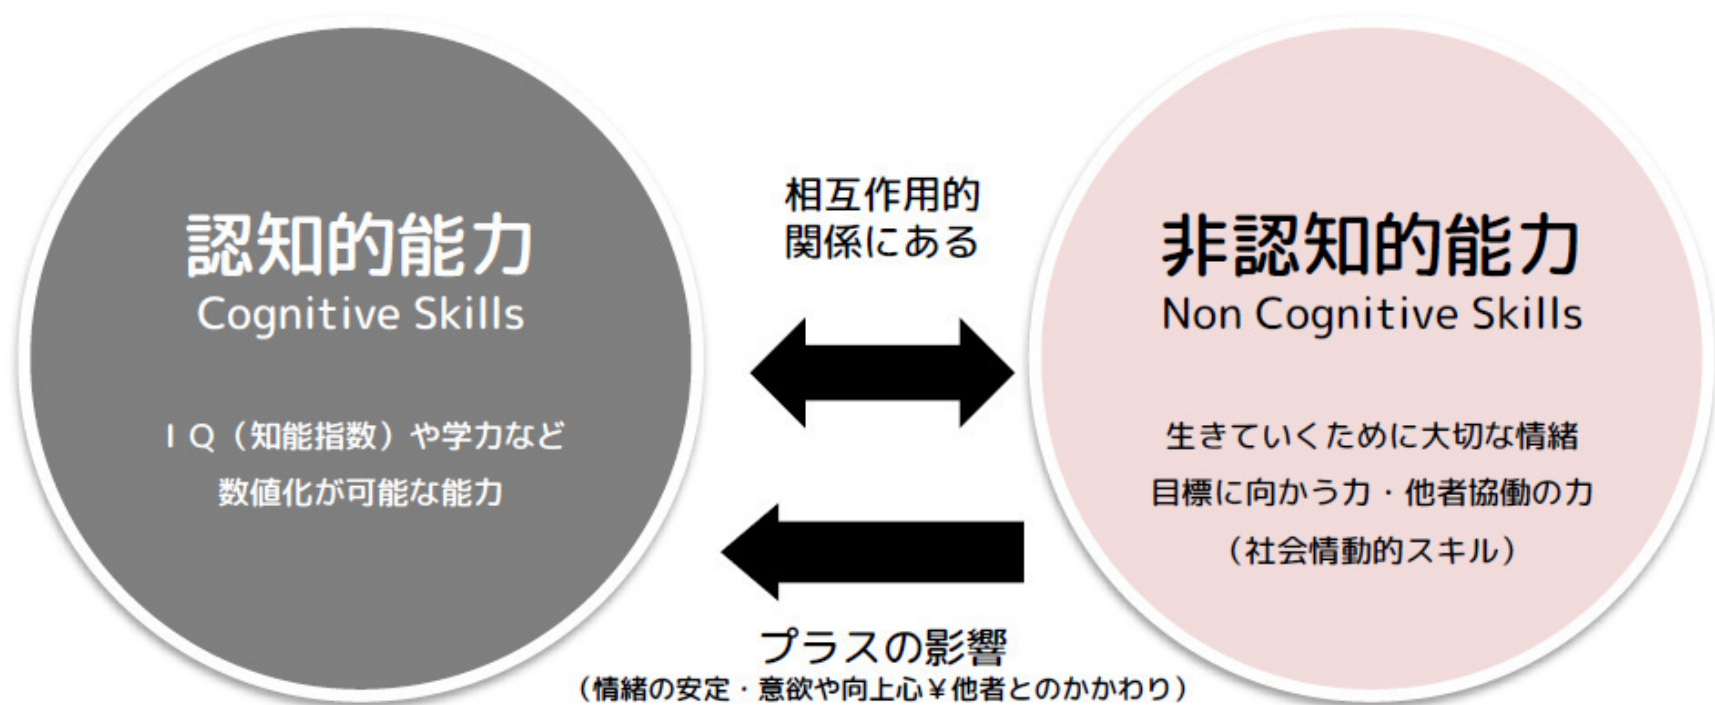 認知的能力
Cognitive Skills
ＩＱ（知能指数）や学力など
数値化が可能な能力
相互作用的
関係にある
プラスの影響
（情緒の安定・意欲や向上心¥他者とのかかわり）
非認知的能力
Non Cognitive Skills
生きていくために大切な情緒
目標に向かう力・他者協働の力
（社会情動的スキル）